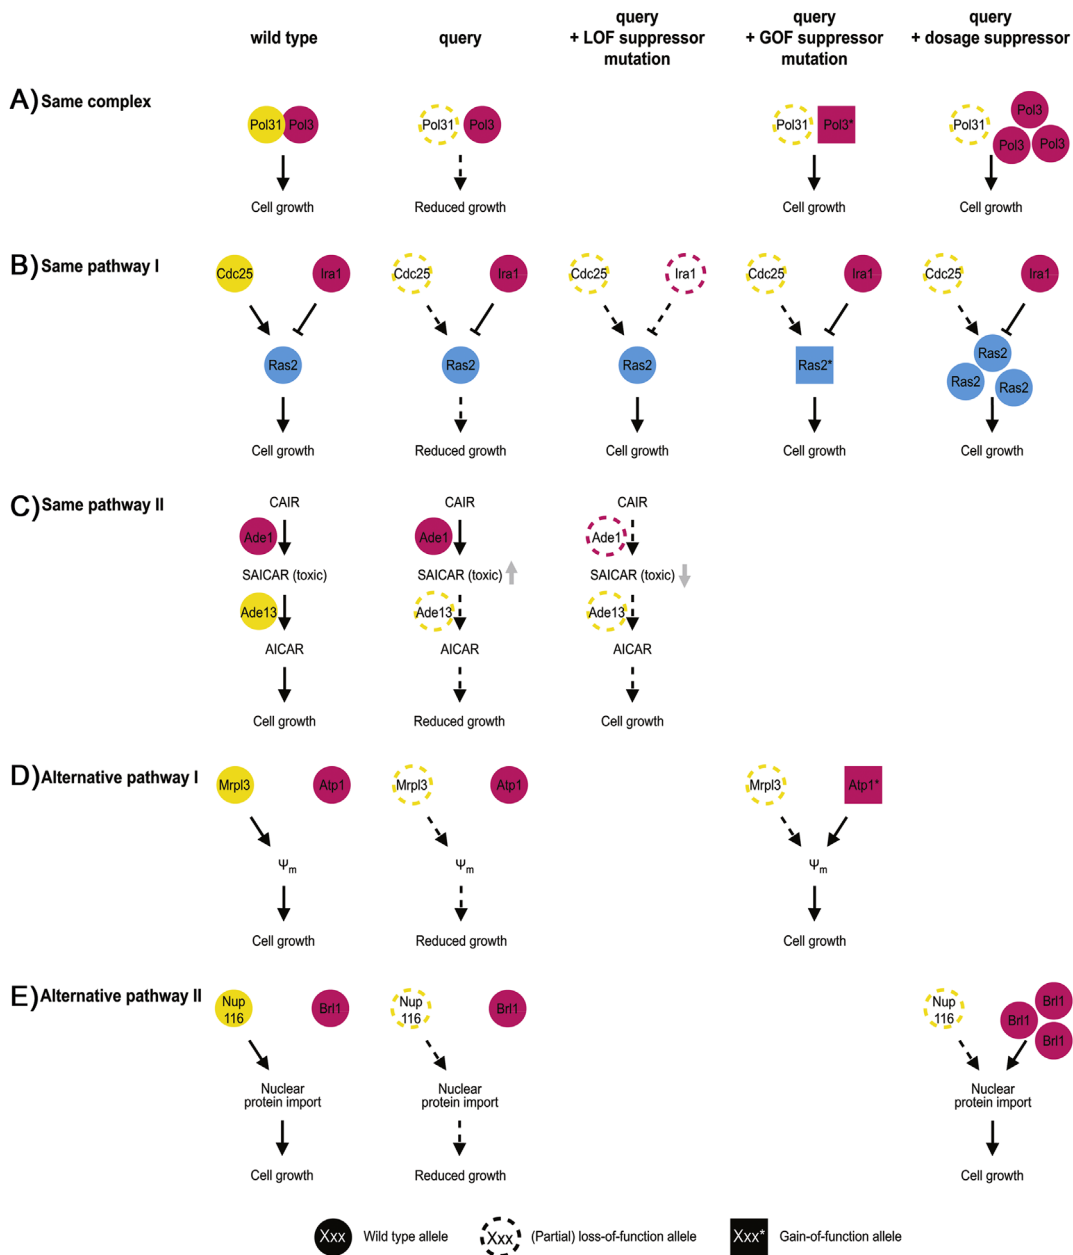 wild type
query
query
+ LOF suppressor
mutation
query
+ GOF suppressor
mutation
query
+ dosage suppressor
A) Same complex
Pol31 Pol3
Pol31 Pol3
Pol31 Pol3*
Pol31 Pol3 Pol3 Pol3
Cell growth
Reduced growth
Cell growth
Cell growth
B) Same pathway I
Cdc25 Ira1
Cdc25 Ira1
Cdc25 Ira1
Cdc25 Ira1
Cdc25 Ira1
Ras2
Ras2
Ras2
Ras2*
Ras2 Ras2 Ras2
Cell growth
Reduced growth
Cell growth
Cell growth
Cell growth
C) Same pathway II
CAIR
CAIR
CAIR
Ade1
Ade1
Ade1
SAICAR (toxic)
SAICAR (toxic)
SAICAR (toxic)
Ade13
Ade13
Ade13
AICAR
AICAR
AICAR
Cell growth
Reduced growth
Cell growth
D) Alternative pathway I
Mrpl3 Atp1
Mrpl3 Atp1
Mrpl3 Atp1*
Ψm
Ψm
Ψm
Cell growth
Reduced growth
Cell growth
E) Alternative pathway II
Nup
116
Brl1
Nup
116
Brl1
Nup
116
Brl1 Brl1 Brl1
Nuclear
protein import
Nuclear
protein import
Nuclear
protein import
Cell growth
Reduced growth
Cell growth
Xxx Wild type allele
Xxx (Partial) loss-of-function allele
Xxx* Gain-of-function allele